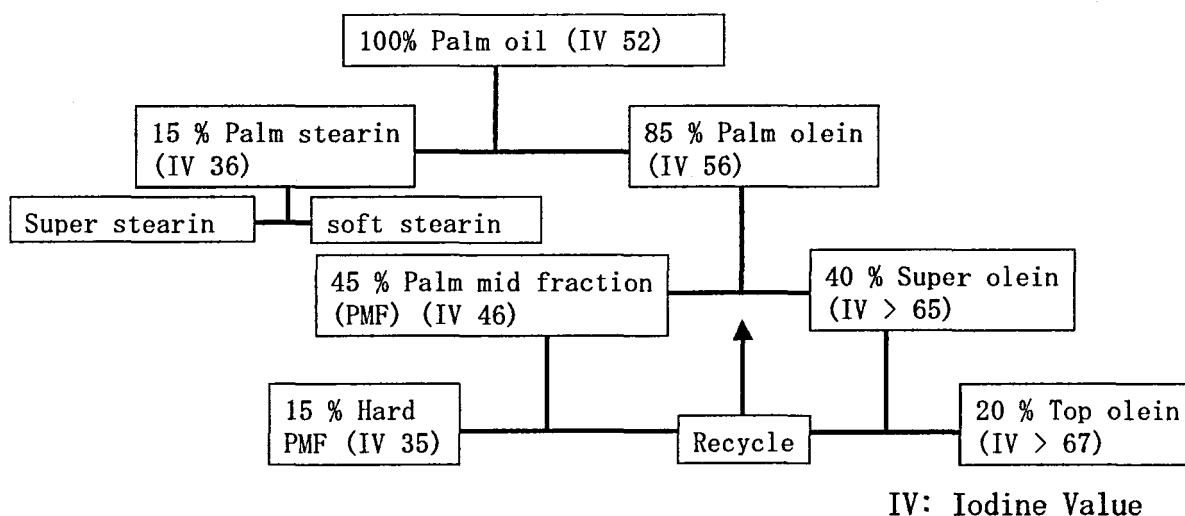 100% Palm oil (IV 52)
15 % Palm stearin
(IV 36)
85 % Palm olein
(IV 56)
Super stearin
soft stearin
45 % Palm mid fraction
(PMF) (IV 46)
40 % Super olein
(IV > 65)
15 % Hard
PMF (IV 35)
Recycle
20 % Top olein
(IV > 67)
IV: Iodine Value